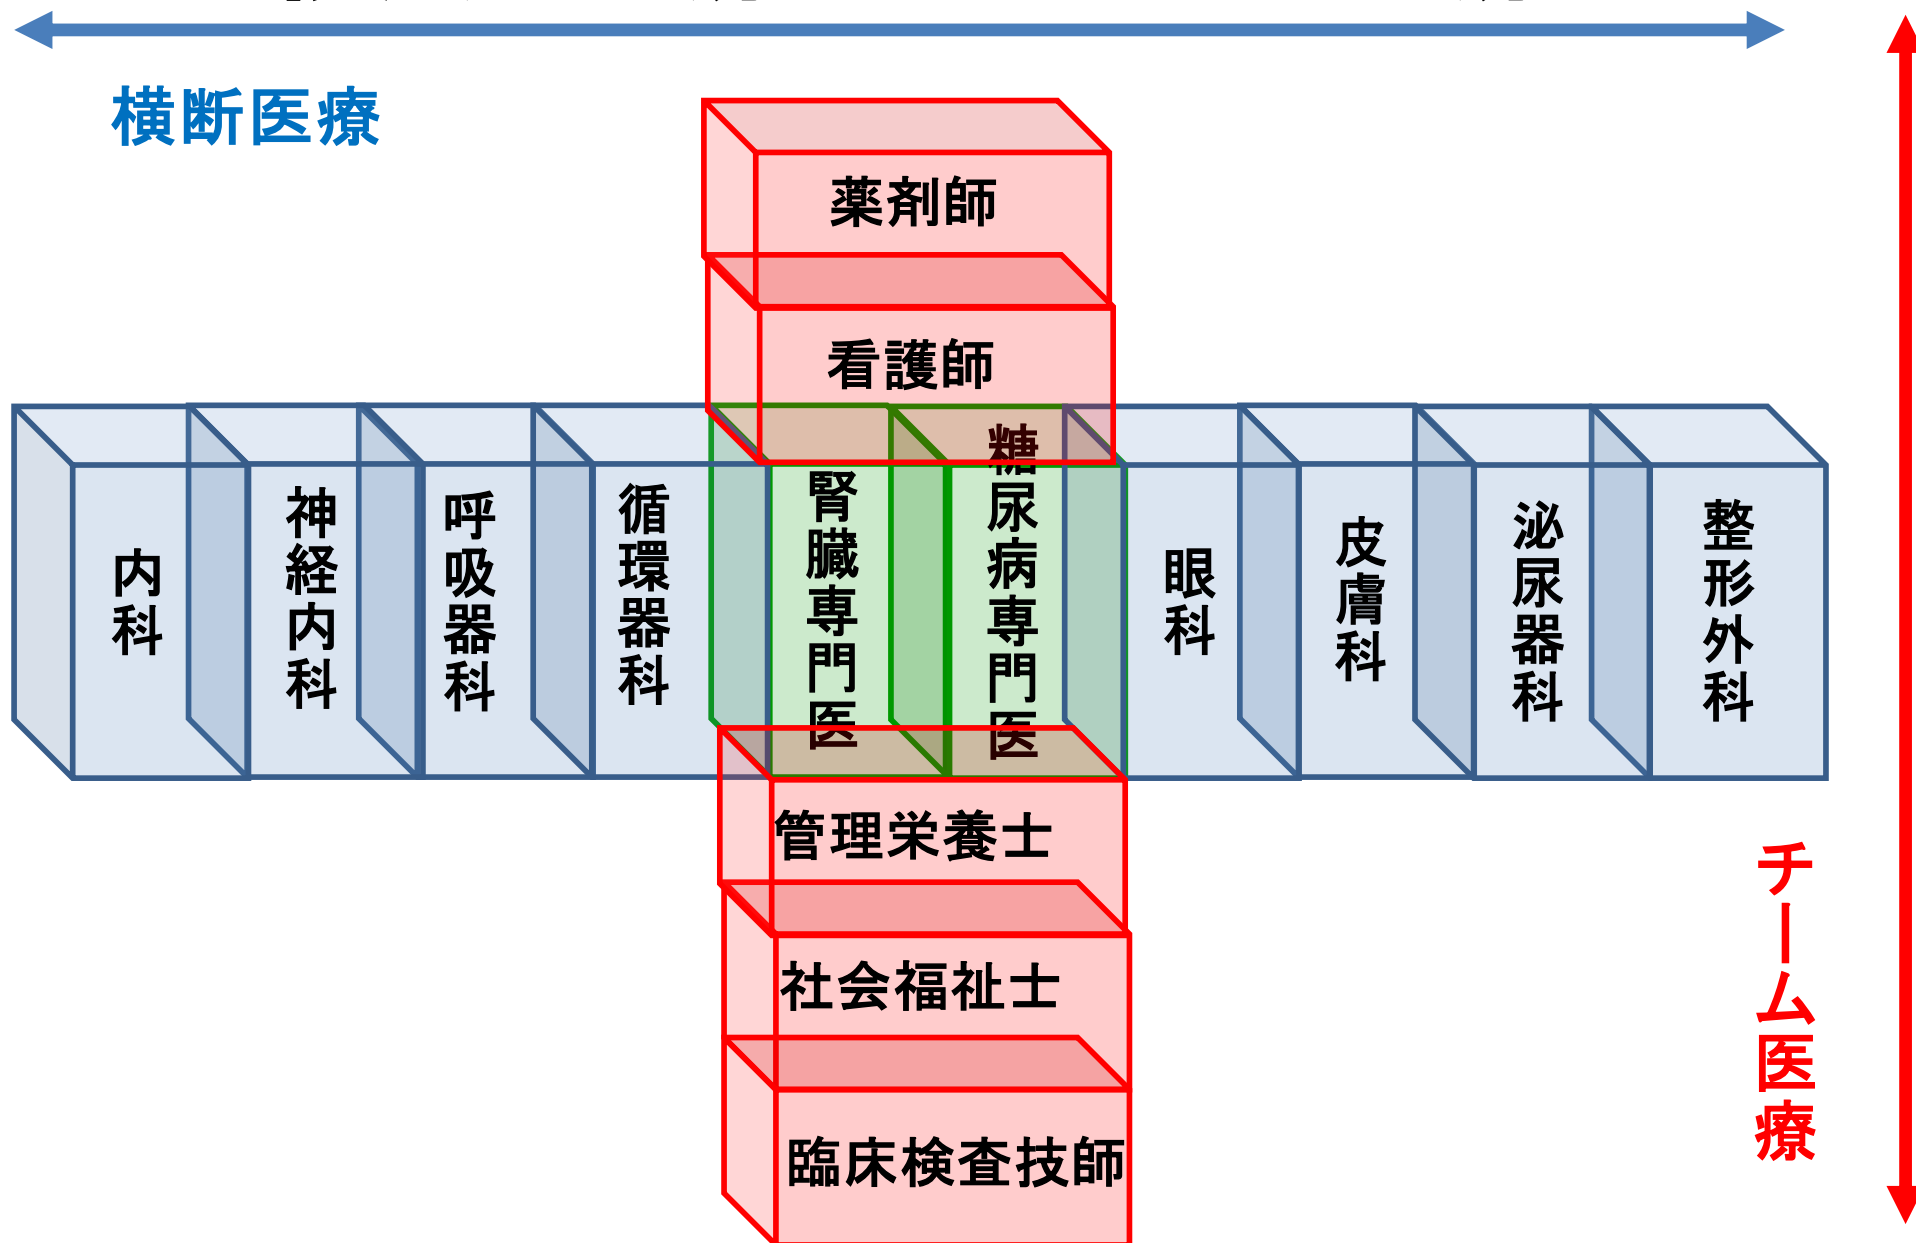 横断医療
薬剤師
看護師
内科
神経内科
呼吸器科
循環器科
腎臓専門医
糖尿病専門医
眼科
皮膚科
泌尿器科
整形外科
管理栄養士
社会福祉士
臨床検査技師
チーム医療